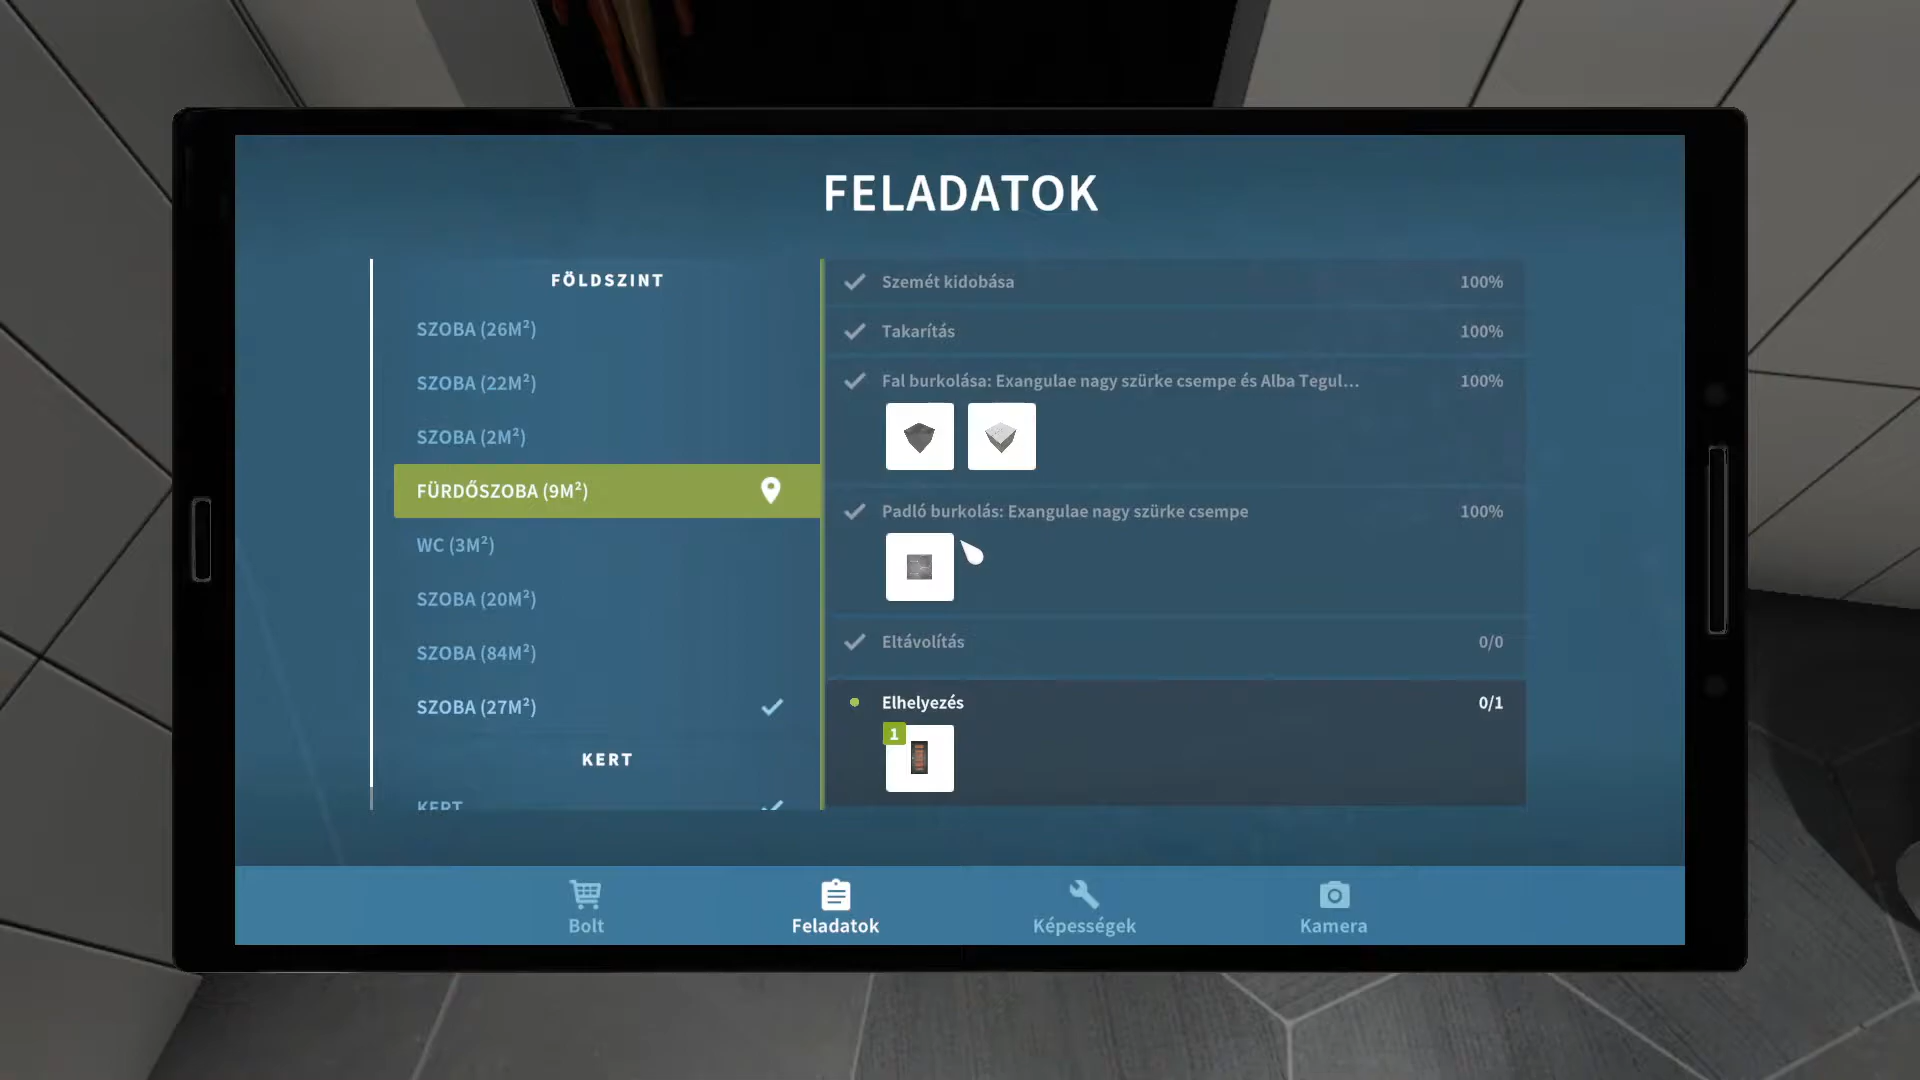 FELADATOK
FÖLDSZINT
SZOBA (26M²)
SZOBA (22M²)
SZOBA (2M²)
FÜRDŐSZOBA (9M²)
WC (3M²)
SZOBA (20M²)
SZOBA (84M²)
SZOBA (27M²)
KERT
KERT
Szemét kidobása 100%
Takarítás 100%
Fal burkolása: Exangulae nagy szürke csempe és Alba Tegul... 100%
Padló burkolás: Exangulae nagy szürke csempe 100%
Eltávolítás 0/0
Elhelyezés 0/1
1
Bolt
Feladatok
Képességek
Kamera